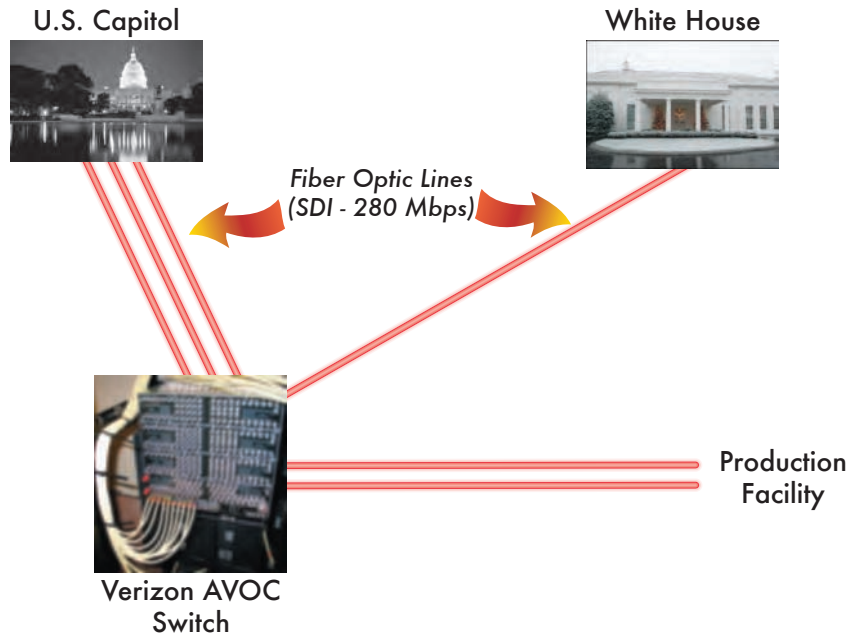 U.S. Capitol
White House
Fiber Optic Lines
(SDI - 280 Mbps)
Production
Facility
Verizon AVOC
Switch